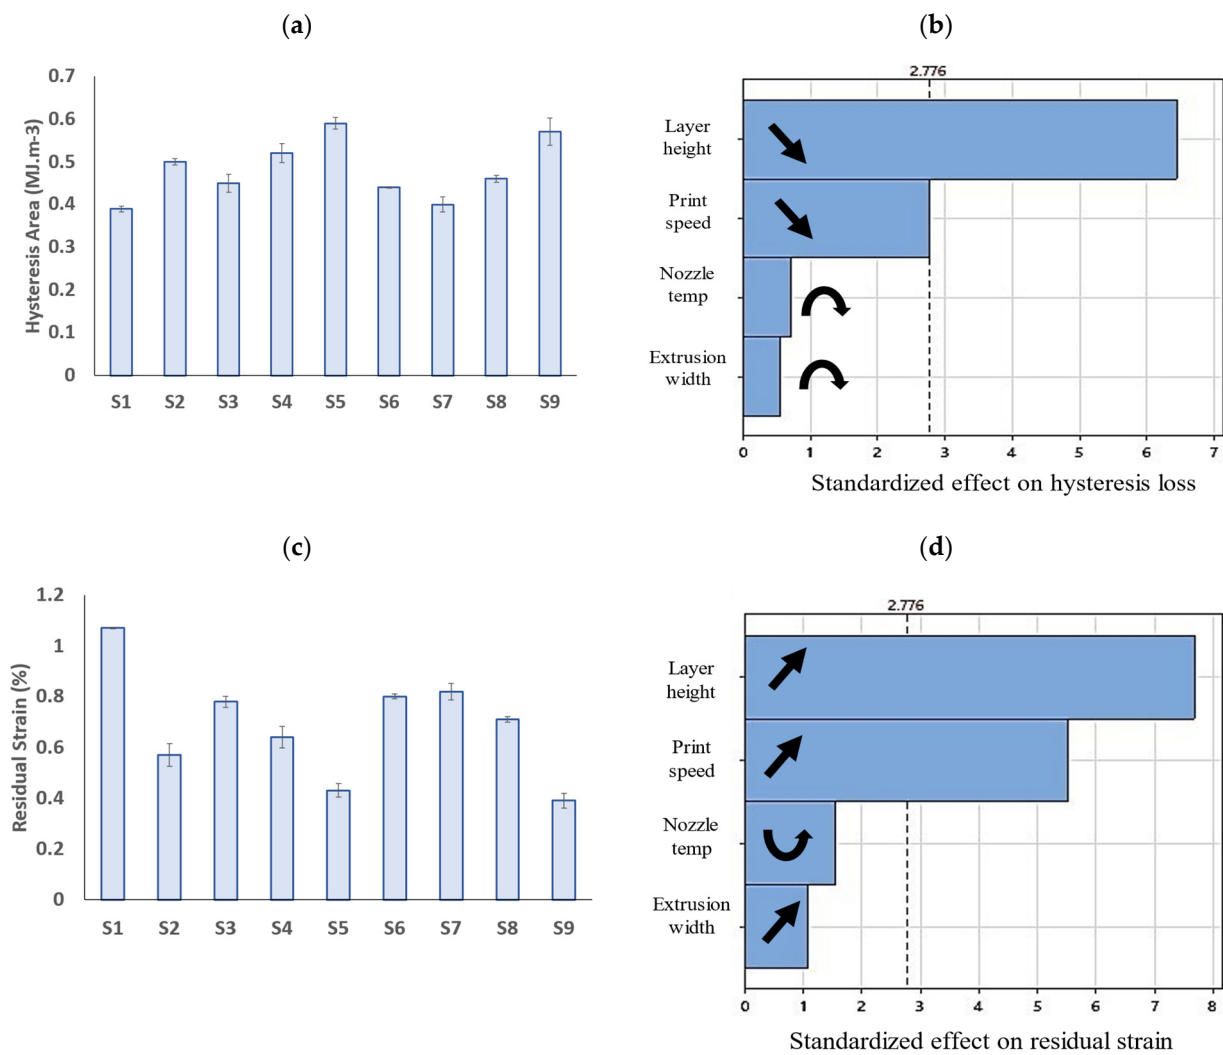 (a)
Hysteresis Area (MJ.m-3)
0.7
0.6
0.5
0.4
0.3
0.2
0.1
0
S1 S2 S3 S4 S5 S6 S7 S8 S9
(b)
2.776
Layer
height
Print
speed
Nozzle
temp
Extrusion
width
0 1 2 3 4 5 6 7
Standardized effect on hysteresis loss
(c)
Residual Strain (%)
1.2
1
0.8
0.6
0.4
0.2
0
S1 S2 S3 S4 S5 S6 S7 S8 S9
(d)
2.776
Layer
height
Print
speed
Nozzle
temp
Extrusion
width
0 1 2 3 4 5 6 7 8
Standardized effect on residual strain